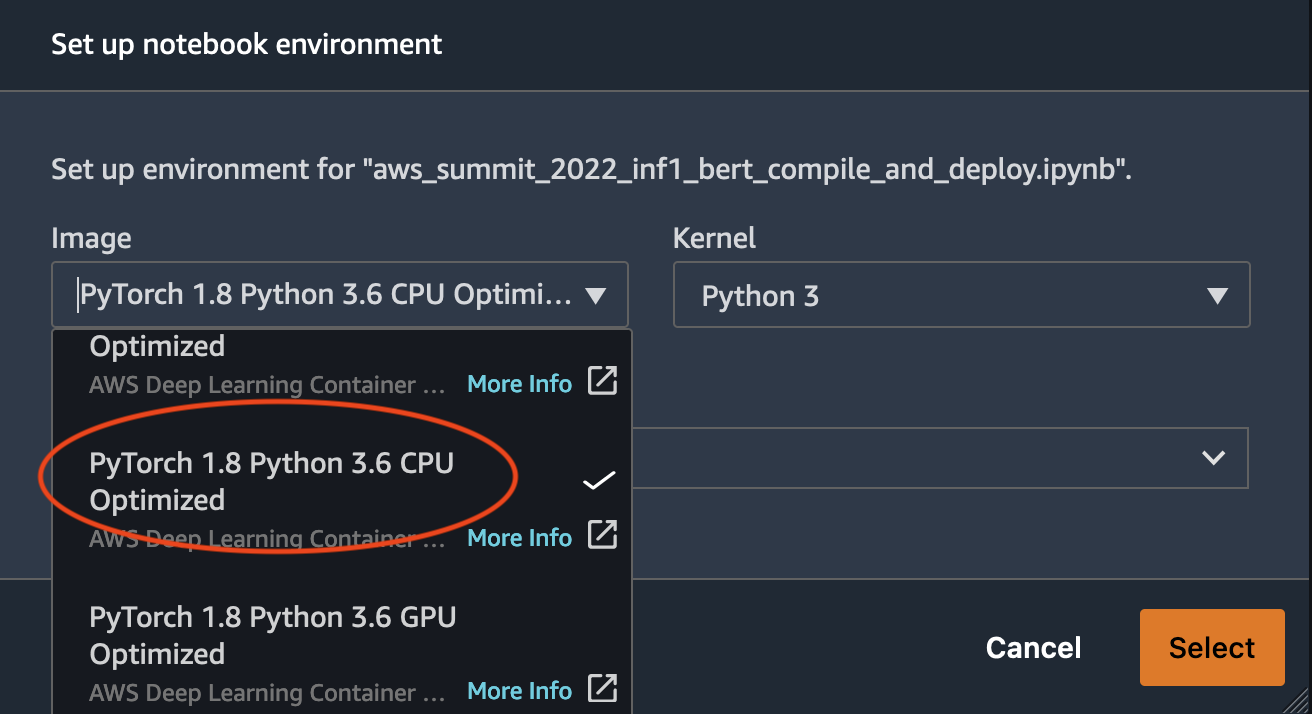 Set up notebook environment
Set up environment for "aws_summit_2022_inf1_bert_compile_and_deploy.ipynb".
Image
Kernel
PyTorch 1.8 Python 3.6 CPU Optimi...
Python 3
Optimized
AWS Deep Learning Container ... More Info
PyTorch 1.8 Python 3.6 CPU
Optimized
AWS Deep Learning Container ... More Info
PyTorch 1.8 Python 3.6 GPU
Optimized
AWS Deep Learning Container ... More Info
Cancel
Select